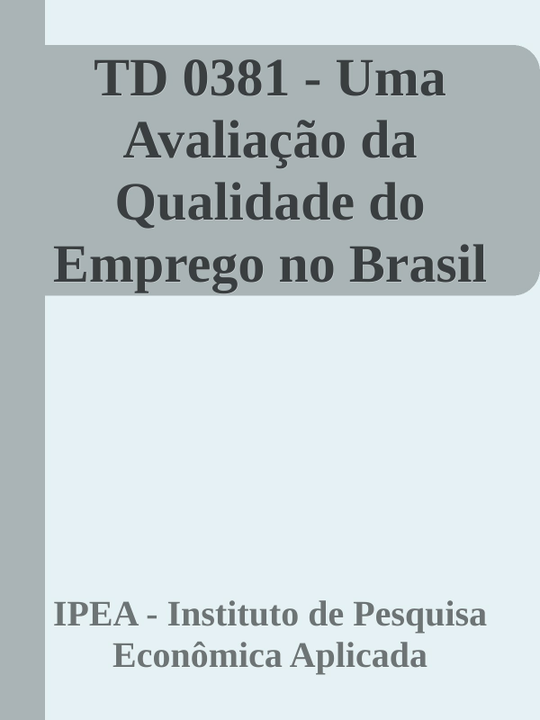 TD 0381 - Uma
Avaliação da
Qualidade do
Emprego no Brasil
IPEA - Instituto de Pesquisa
Econômica Aplicada